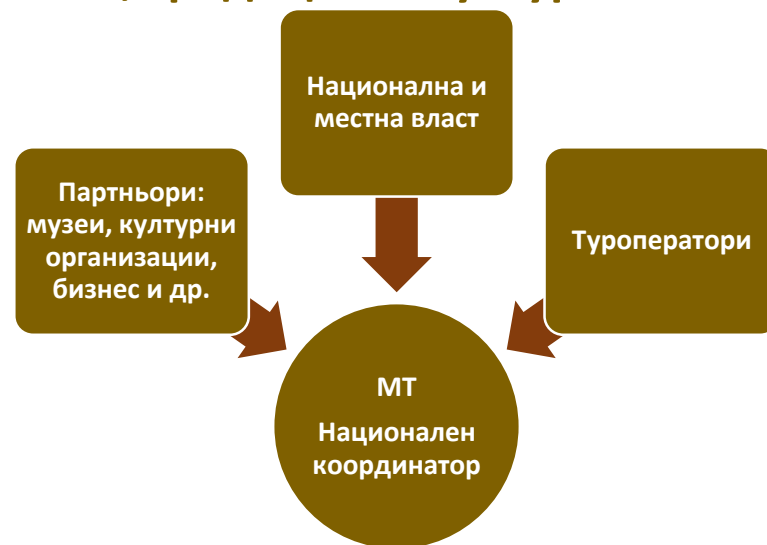 Национална и
местна власт
Партньори:
музеи, културни
организации,
бизнес и др.
Туроператори
МТ
Национален
координатор